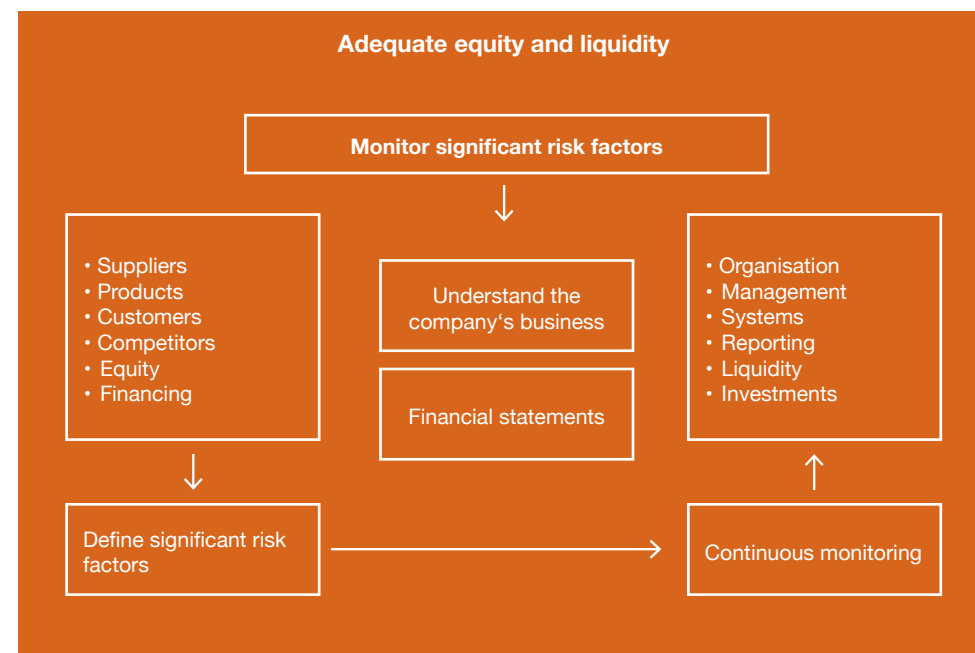 Adequate equity and liquidity
Monitor significant risk factors
• Suppliers
• Products
• Customers
• Competitors
• Equity
• Financing
Understand the
company‘s business
Financial statements
• Organisation
• Management
• Systems
• Reporting
• Liquidity
• Investments
Define significant risk
factors
Continuous monitoring